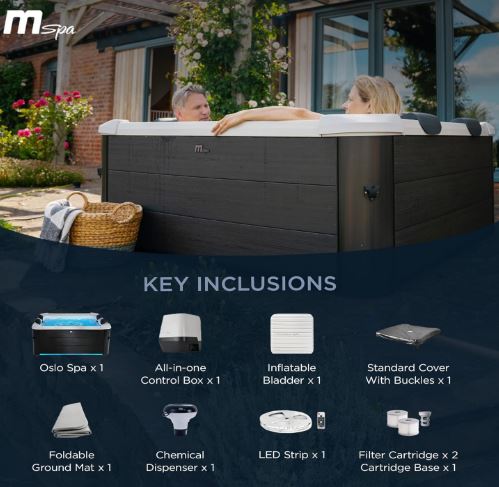 Mspa
Mspa
KEY INCLUSIONS
Oslo Spa x 1
All-in-one
Control Box x 1
Inflatable
Bladder x 1
Standard Cover
With Buckles x 1
Foldable
Ground Mat x 1
Chemical
Dispenser x 1
LED Strip x 1
Filter Cartridge x 2
Cartridge Base x 1